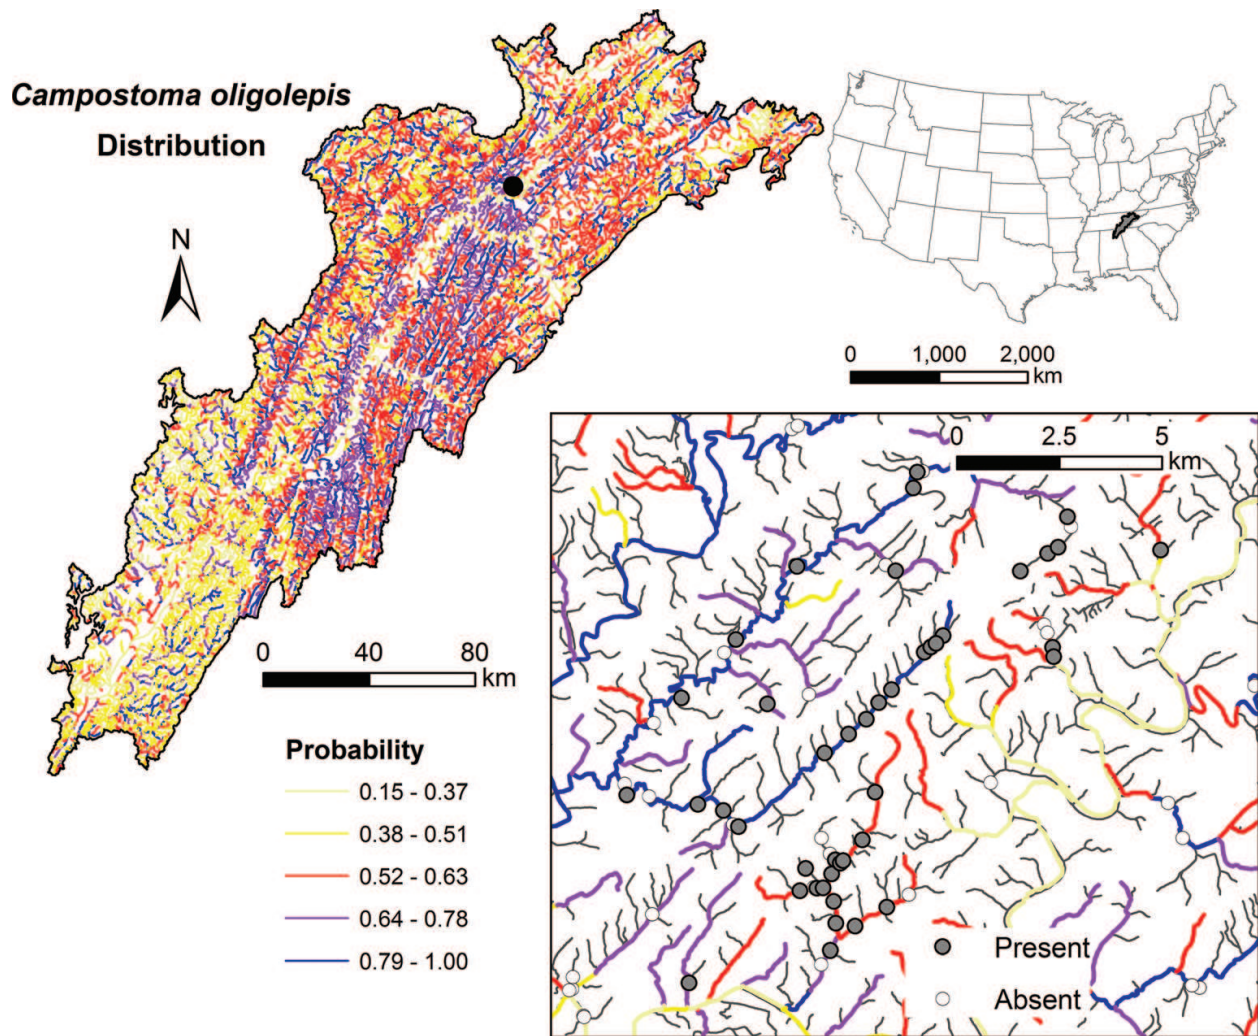 Campostoma oligolepis
Distribution
N
0 1,000 2,000
km
0 2.5 5
km
0 40 80
km
Probability
0.15 - 0.37
0.38 - 0.51
0.52 - 0.63
0.64 - 0.78
0.79 - 1.00
Present
Absent